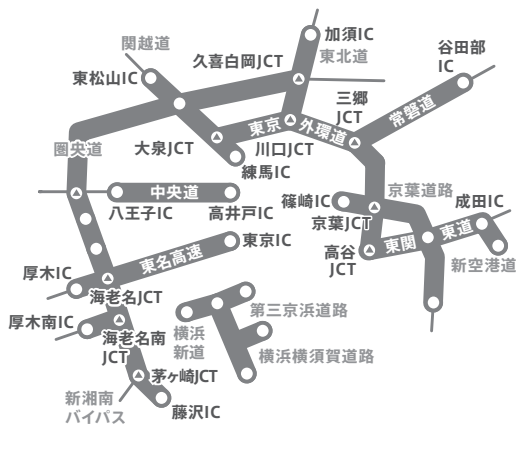 加須IC
関越道
東北道
谷田部
IC
久喜白岡JCT
東松山IC
三郷
JCT
常磐道
東京
外環道
大泉JCT
川口JCT
圏央道
練馬IC
中央道
京葉道路
八王子IC
高井戸IC
篠崎IC
成田IC
京葉JCT
東関
東道
東京IC
高谷
JCT
東名高速
新空港道
厚木IC
海老名JCT
第三京浜道路
厚木南IC
海老名南
JCT
横浜
新道
横浜横須賀道路
茅ヶ崎JCT
新湘南
バイパス
藤沢IC